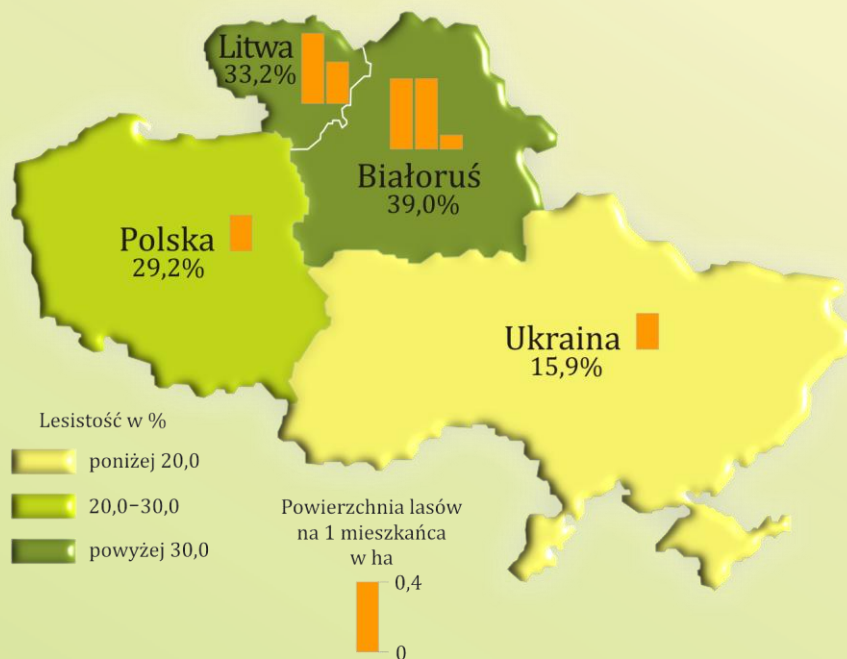 Litwa
33,2%
Białoruś
39,0%
Polska
29,2%
Ukraina
15,9%
Lesistość w %
poniżej 20,0
20,0–30,0
powyżej 30,0
Powierzchnia lasów
na 1 mieszkańca
w ha
0,4
0